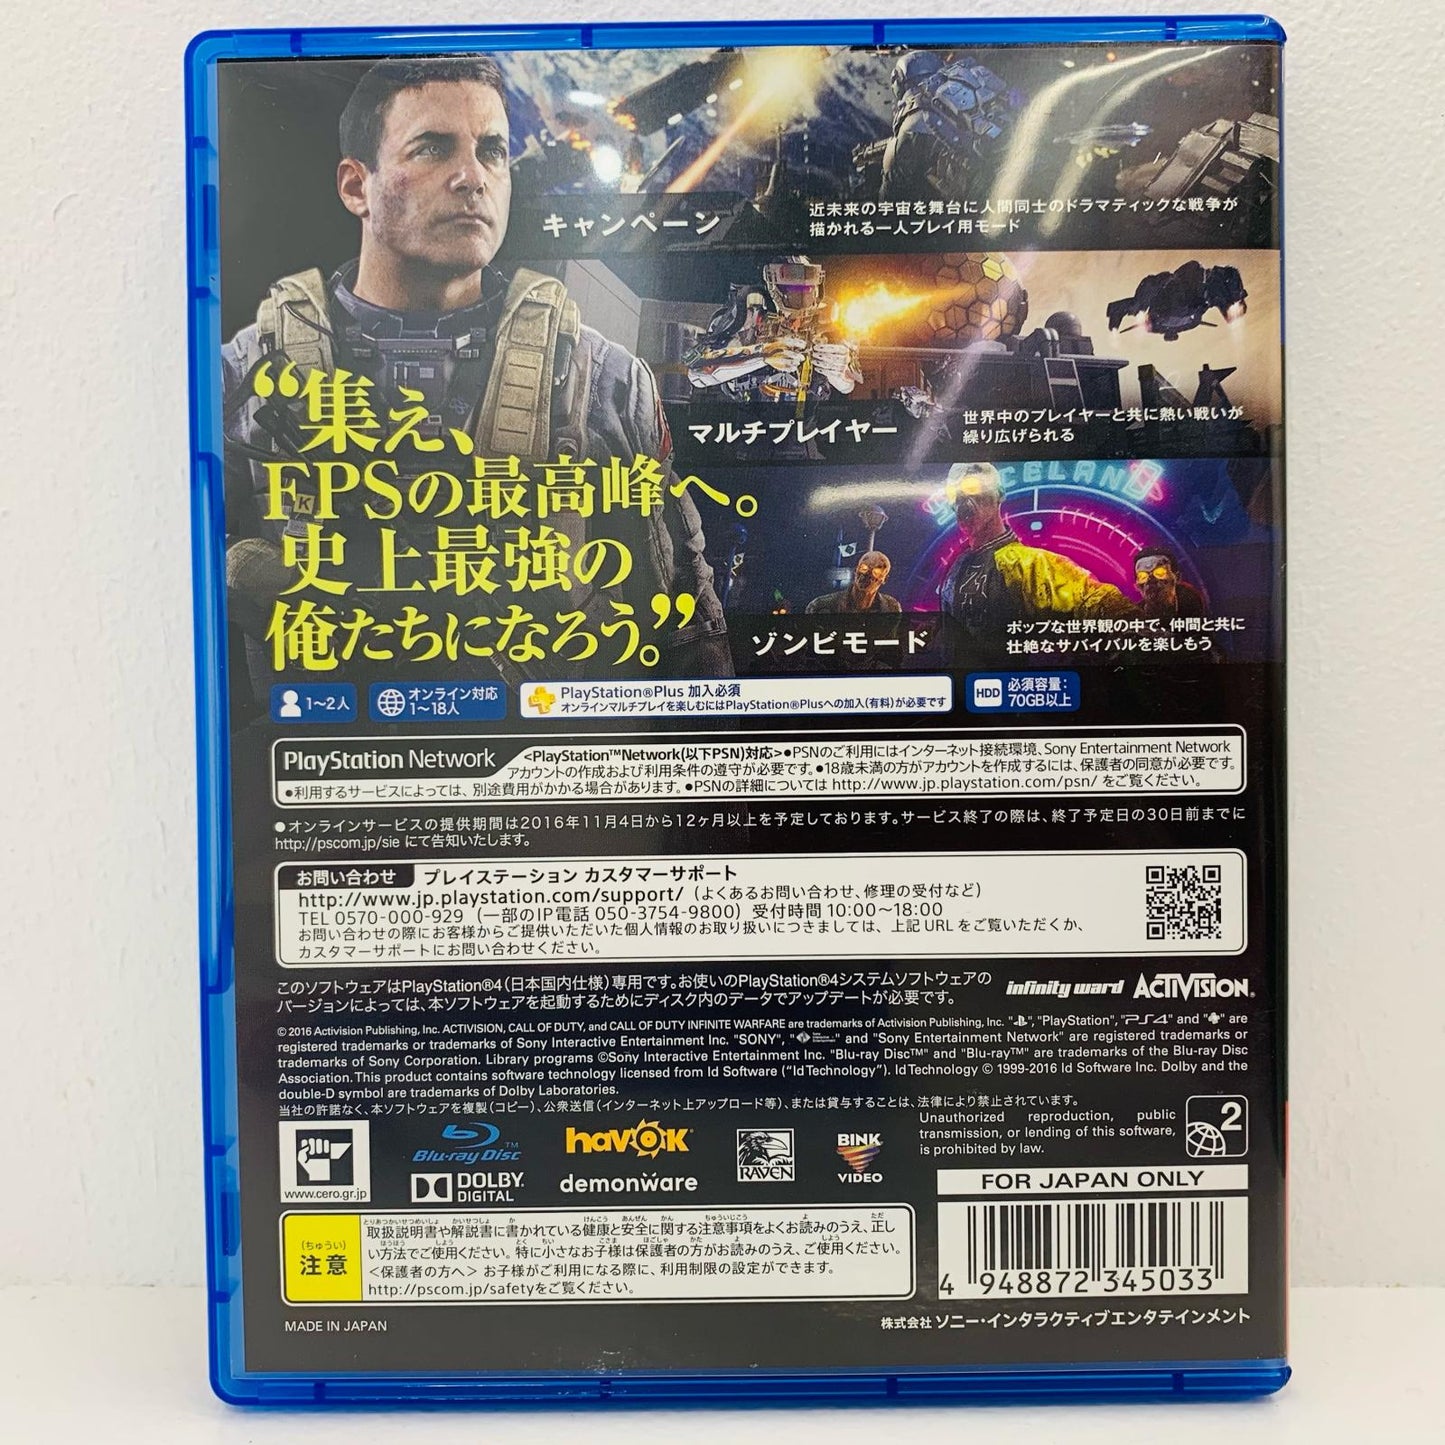 キャンペーン
近未来の宇宙を舞台に人間同士のドラマティックな戦争が
描かれる一人プレイ用モード
マルチプレイヤー
世界中のプレイヤーと共に熱い戦いが
繰り広げられる
“集え、
FPSの最高峰へ。
史上最強の
俺たちになろう。”
ゾンビモード
ポップな世界観の中で、仲間と共に
壮絶なサバイバルを楽しもう
1〜2人
オンライン対応
1〜18人
PlayStation®Plus 加入必須
オンラインマルチプレイを楽しむにはPlayStation®Plusへの加入(有料)が必要です
HDD
必須容量:
70GB以上
PlayStation Network
<PlayStation™Network(以下PSN)対応>●PSNのご利用にはインターネット接続環境、Sony Entertainment Network
アカウントの作成および利用条件の遵守が必要です。●18歳未満の方がアカウントを作成するには、保護者の同意が必要です。
●利用するサービスによっては、別途費用がかかる場合があります。●PSNの詳細については http://www.jp.playstation.com/psn/ をご覧ください。
●オンラインサービスの提供期間は2016年11月4日から12ヶ月以上を予定しております。サービス終了の際は、終了予定日の30日前までに
http://pscom.jp/sie にて告知いたします。
お問い合わせ プレイステーション カスタマーサポート
http://www.jp.playstation.com/support/ (よくあるお問い合わせ、修理の受付など)
TEL 0570-000-929 (一部のIP電話 050-3754-9800) 受付時間 10:00〜18:00
お問い合わせの際にお客様からご提供いただいた個人情報のお取り扱いにつきましては、上記URLをご覧いただくか、
カスタマーサポートにお問い合わせください。
このソフトウェアはPlayStation®4(日本国内仕様)専用です。お使いのPlayStation®4システムソフトウェアの
バージョンによっては、本ソフトウェアを起動するためにディスク内のデータでアップデートが必要です。
infinity ward ACTIVISION®
© 2016 Activision Publishing, Inc. ACTIVISION, CALL OF DUTY, and CALL OF DUTY INFINITE WARFARE are trademarks of Activision Publishing, Inc. "", "PlayStation", "PS4" and "" are
registered trademarks or trademarks of Sony Interactive Entertainment Inc. "SONY", "" and "Sony Entertainment Network" are registered trademarks or
trademarks of Sony Corporation. Library programs ©Sony Interactive Entertainment Inc. "Blu-ray Disc™" and "Blu-ray™" are trademarks of the Blu-ray Disc
Association. This product contains software technology licensed from Id Software ("Id Technology"). Id Technology © 1999-2016 Id Software Inc. Dolby and the
double-D symbol are trademarks of Dolby Laboratories.
当社の許諾なく、本ソフトウェアを複製(コピー)、公衆送信(インターネット上アップロード等)、または貸与することは、法律により禁止されています。
Unauthorized reproduction, public
transmission, or lending of this software,
is prohibited by law.
2
www.cero.gr.jp
Blu-ray Disc™
DOLBY
DIGITAL
havok®
demonware
RAVEN
BINK
VIDEO
FOR JAPAN ONLY
(ちゅうい)
注意
取扱説明書や解説書に書かれている健康と安全に関する注意事項をよくお読みのうえ、正し
い方法でご使用ください。特に小さなお子様は保護者の方がお読みのうえ、ご使用ください。
<保護者の方へ> お子様がご利用になる際に、利用制限の設定ができます。
http://pscom.jp/safetyをご覧ください。
4 948872 345033
MADE IN JAPAN
株式会社 ソニー・インタラクティブエンタテインメント